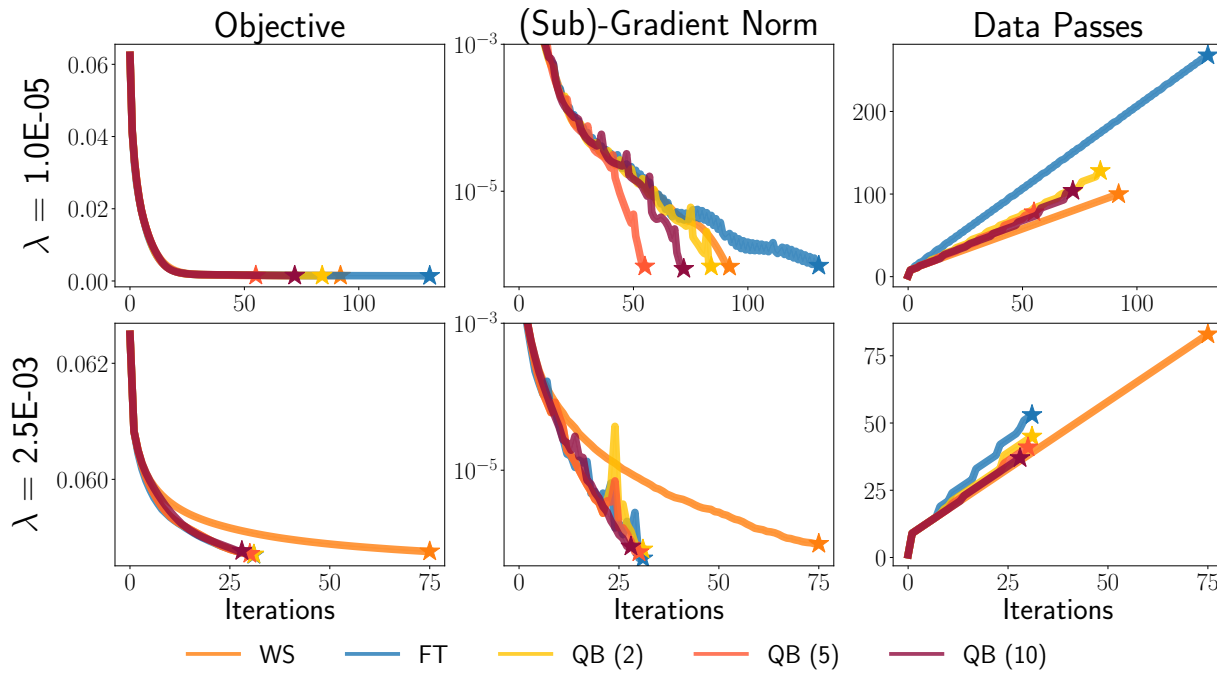 Objective
(Sub)-Gradient Norm
Data Passes
λ = 1.0E-05
0.06
0.04
0.02
0.00
0
50
100
10⁻³
10⁻⁵
50
100
200
100
0
0
50
100
λ = 2.5E-03
0.062
0.060
0
25
50
75
Iterations
10⁻³
10⁻⁵
0
25
50
75
Iterations
75
50
25
0
0
25
50
75
Iterations
WS
FT
QB (2)
QB (5)
QB (10)